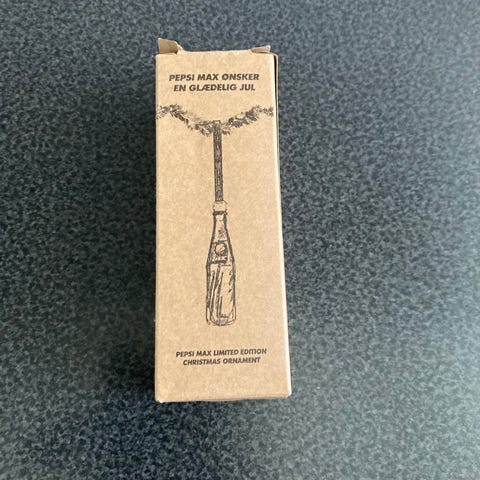 PEPSI MAX ØNSKER
EN GLÆDELIG JUL
PEPSI MAX LIMITED EDITION
CHRISTMAS ORNAMENT